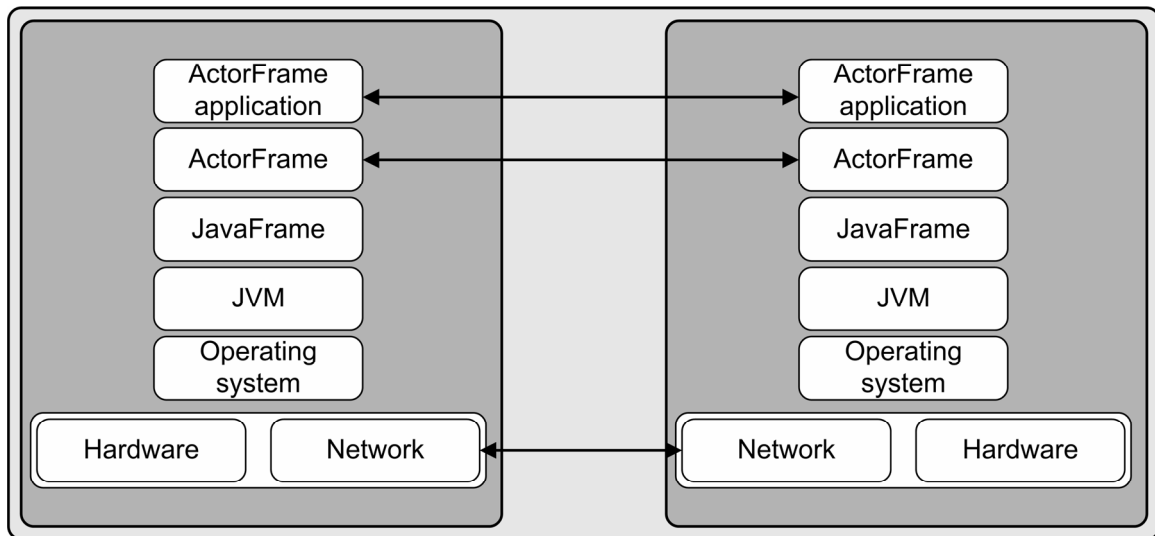 ActorFrame
application
ActorFrame
JavaFrame
JVM
Operating
system
Hardware
Network
ActorFrame
application
ActorFrame
JavaFrame
JVM
Operating
system
Network
Hardware